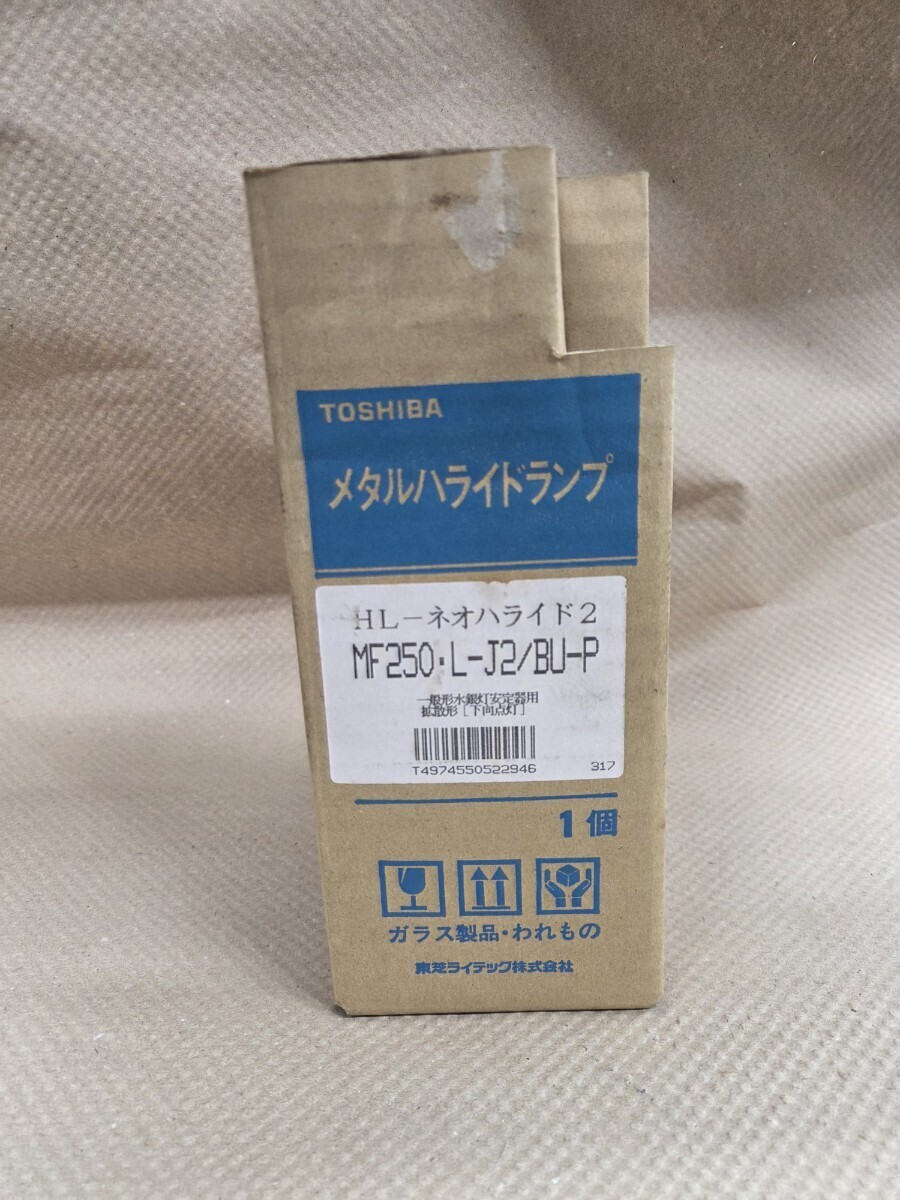 TOSHIBA
メタルハライドランプ
HL-ネオハライド2
MF250・L-J2/BU-P
一般形水銀灯安定器用
拡散形[下向点灯]
T4974550522946 317
1個
ガラス製品・われもの
東芝ライテック株式会社